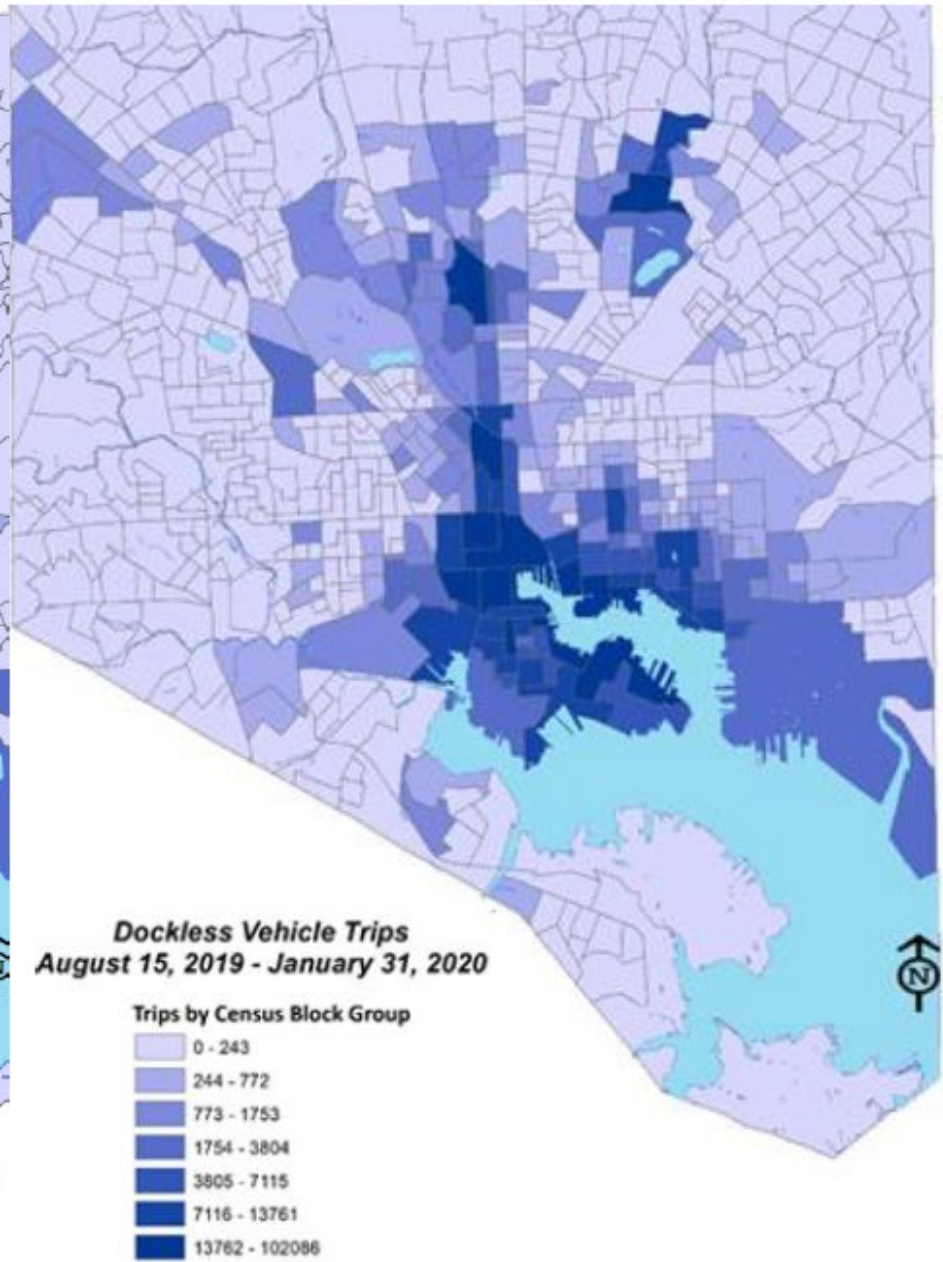 Dockless Vehicle Trips
August 15, 2019 - January 31, 2020
Trips by Census Block Group
0 - 243
244 - 772
773 - 1753
1754 - 3804
3805 - 7115
7116 - 13761
13762 - 102086
N